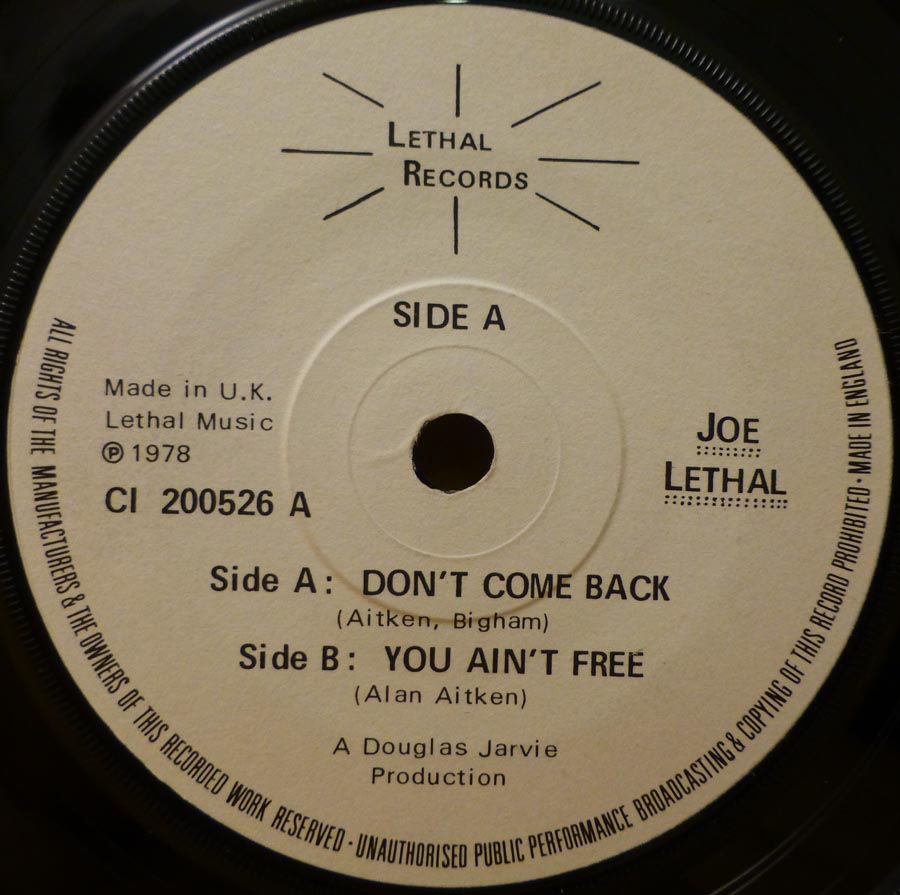 LETHAL
RECORDS
SIDE A
Made in U.K.
Lethal Music
℗ 1978
CI 200526 A
JOE
LETHAL
Side A: DON'T COME BACK
(Aitken, Bigham)
Side B: YOU AIN'T FREE
(Alan Aitken)
A Douglas Jarvie
Production
ALL RIGHTS OF THE MANUFACTURERS & THE OWNERS OF THIS RECORDED WORK RESERVED · UNAUTHORISED PUBLIC PERFORMANCE BROADCASTING & COPYING OF THIS RECORD PROHIBITED · MADE IN ENGLAND